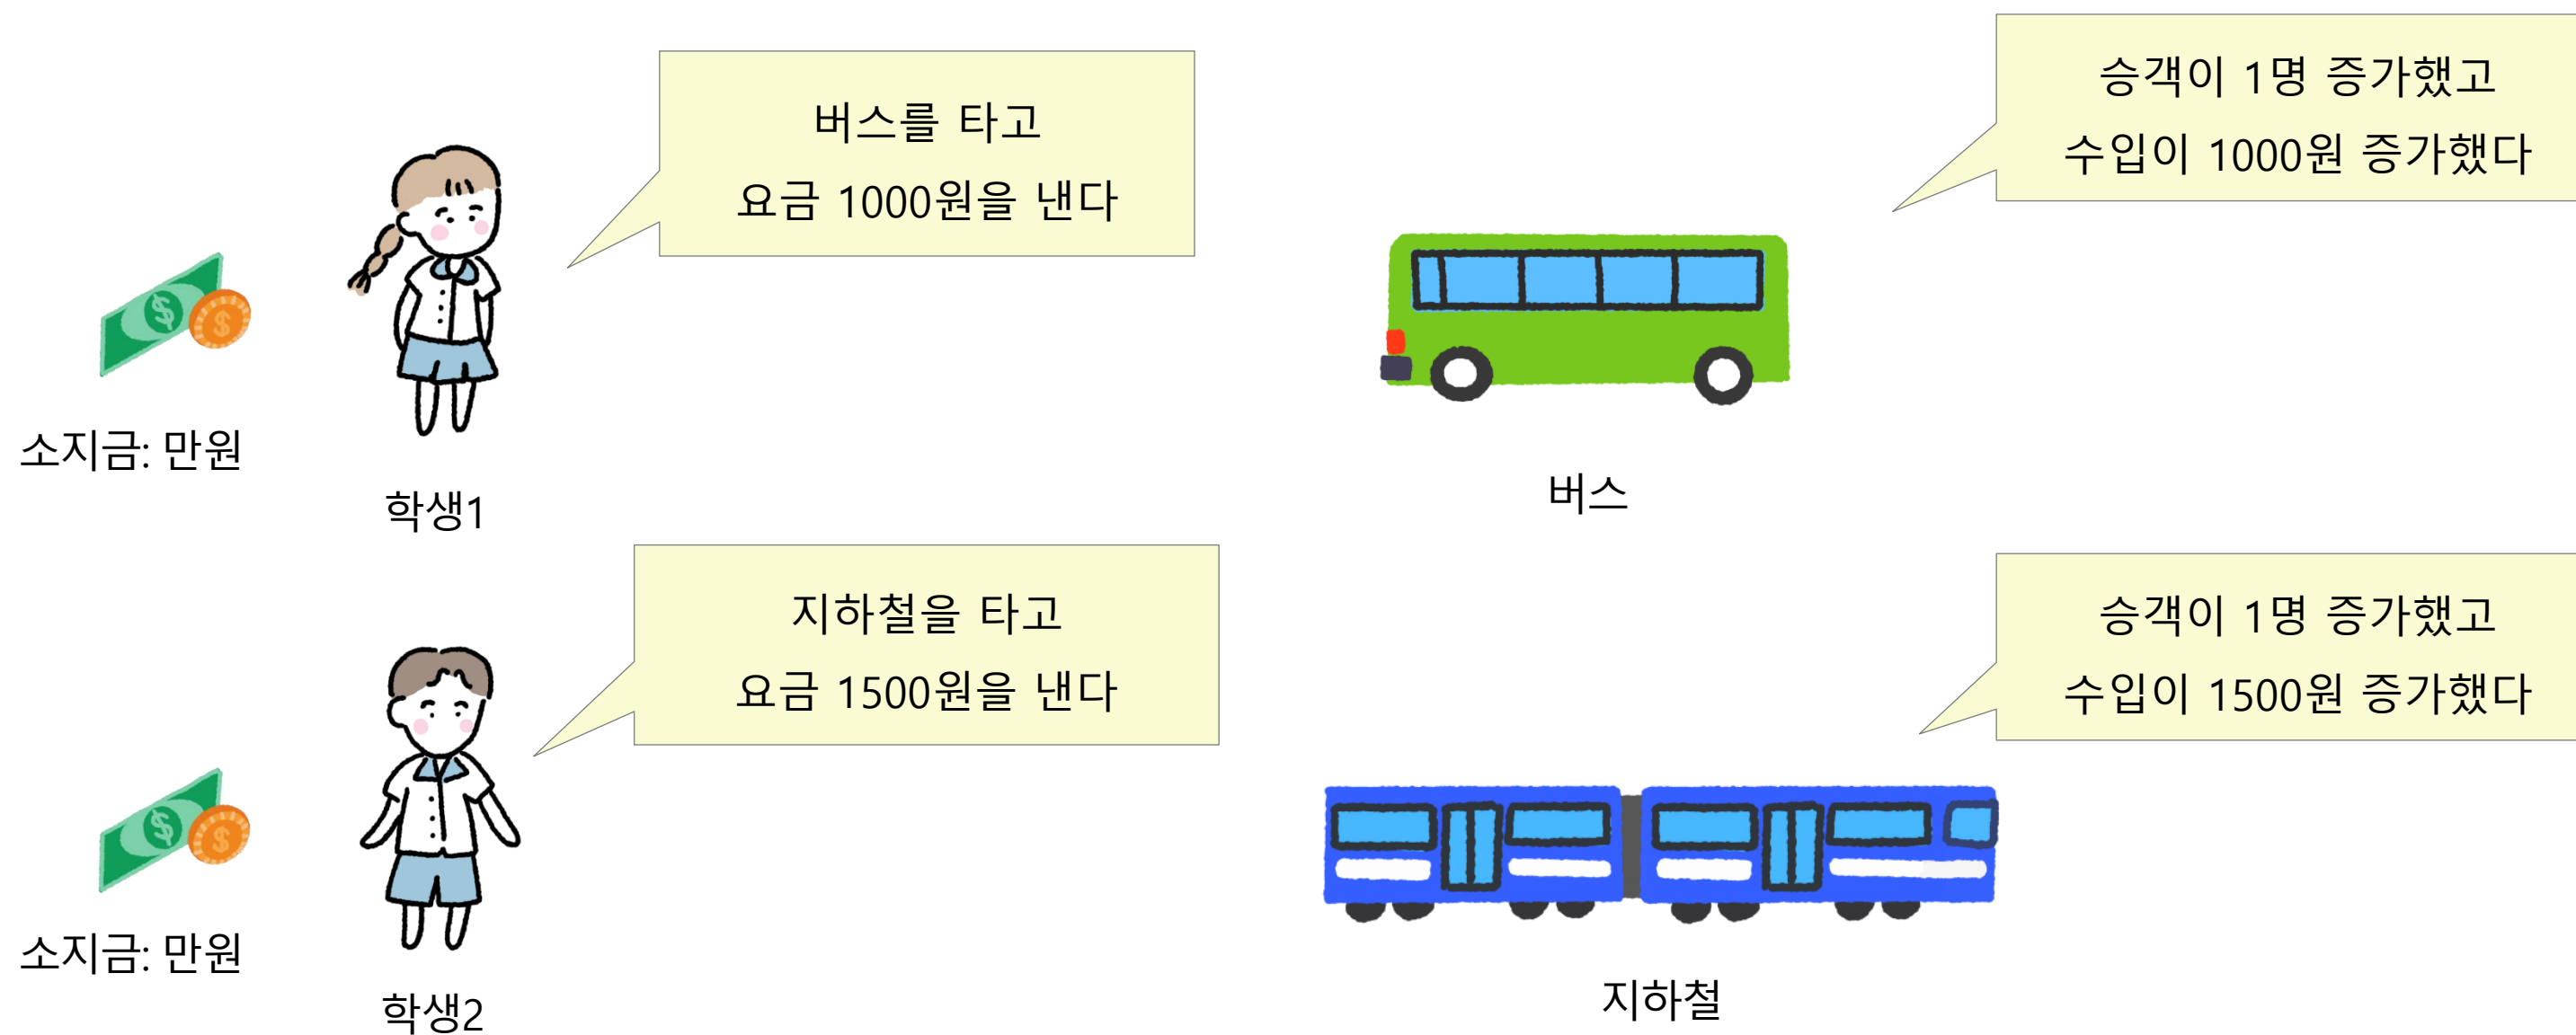 버스를 타고
요금 1000원을 낸다
승객이 1명 증가했고
수입이 1000원 증가했다
소지금: 만원
학생1
버스
지하철을 타고
요금 1500원을 낸다
승객이 1명 증가했고
수입이 1500원 증가했다
소지금: 만원
학생2
지하철